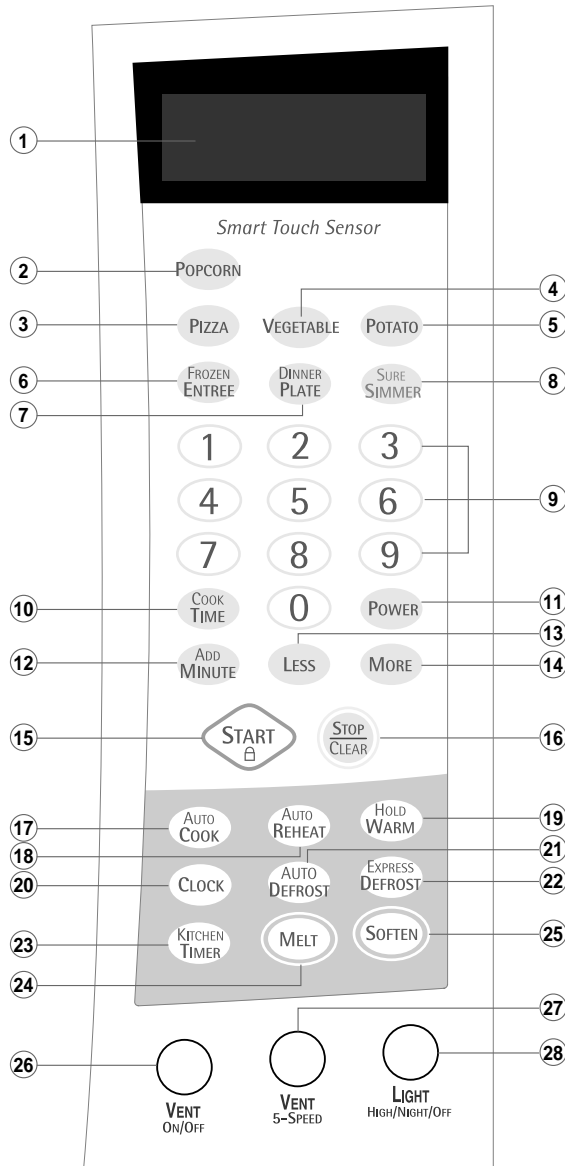 1
Smart Touch Sensor
2
POPCORN
4
3
PIZZA
VEGETABLE
POTATO
5
6
FROZEN
ENTREE
DINNER
PLATE
SURE
SIMMER
8
7
1
2
3
4
5
6
9
7
8
9
10
COOK
TIME
0
POWER
11
13
12
ADD
MINUTE
LESS
MORE
14
15
START
STOP
CLEAR
16
17
AUTO
COOK
AUTO
REHEAT
HOLD
WARM
19
18
21
20
CLOCK
AUTO
DEFROST
EXPRESS
DEFROST
22
23
KITCHEN
TIMER
MELT
SOFTEN
25
24
27
26
28
VENT
ON/OFF
VENT
5-SPEED
LIGHT
HIGH/NIGHT/OFF